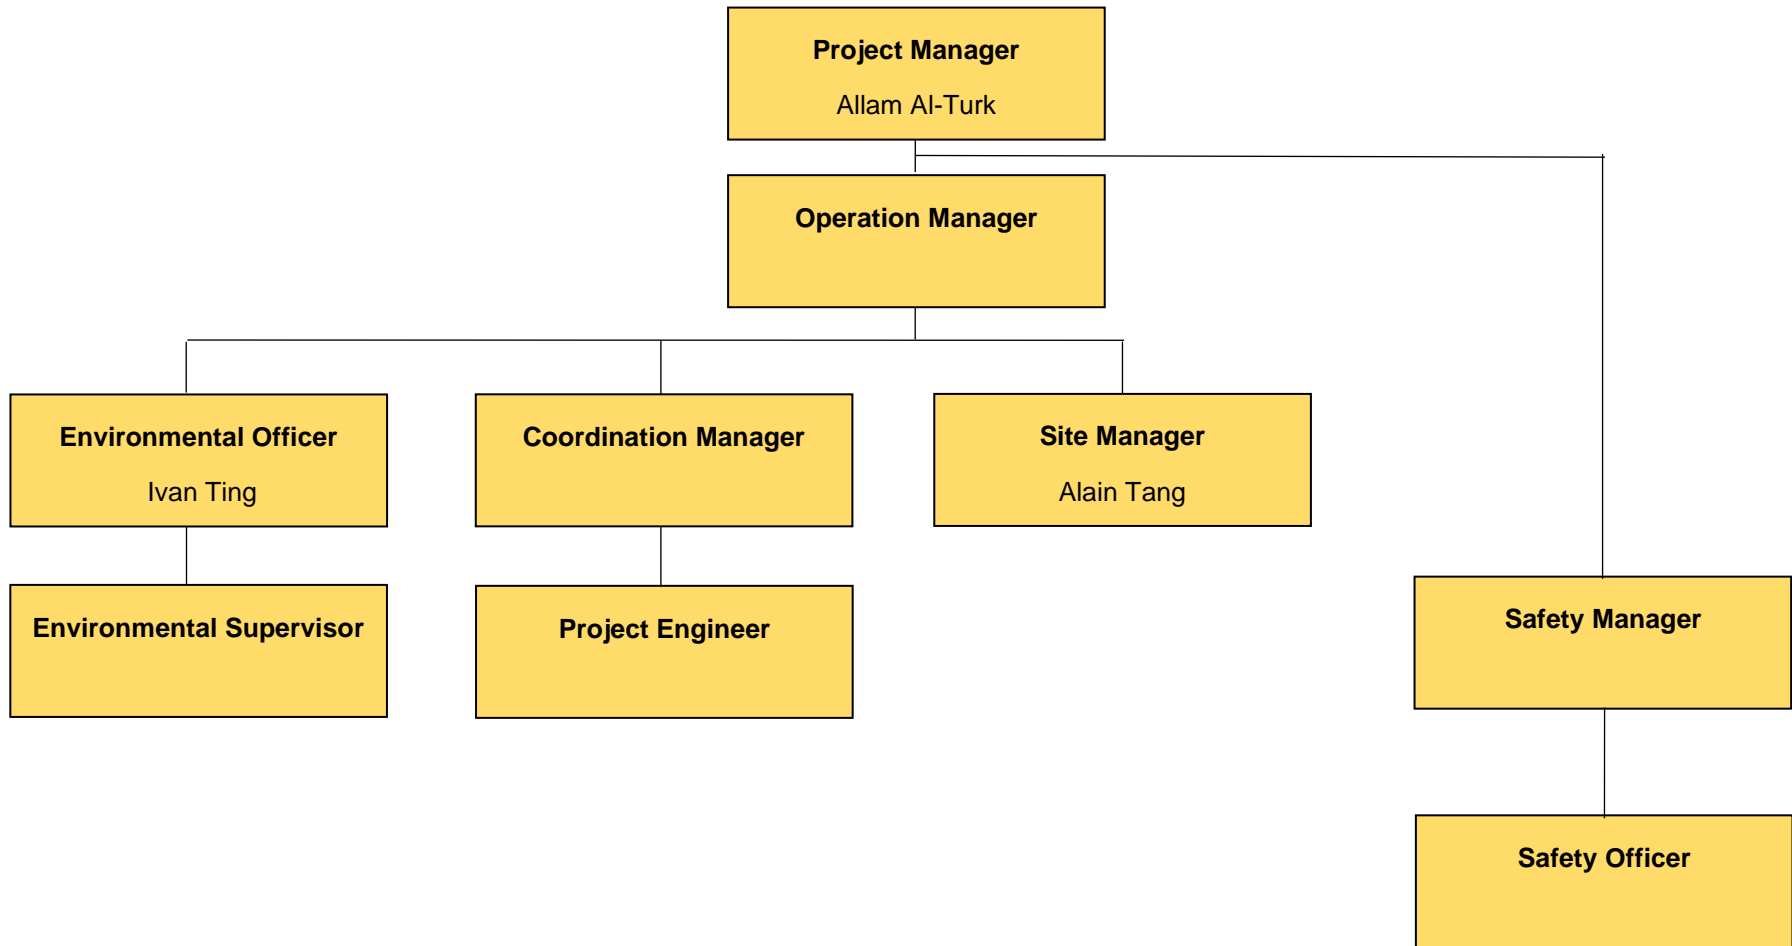 Project Manager
Allam Al-Turk
Operation Manager
Environmental Officer
Ivan Ting
Coordination Manager
Site Manager
Alain Tang
Environmental Supervisor
Project Engineer
Safety Manager
Safety Officer